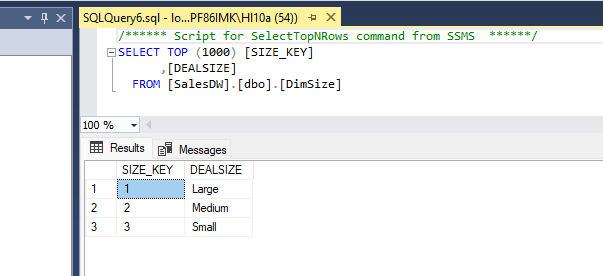 SQLQuery6.sql - lo...PF86IMK\HI10a (54))
/****** Script for SelectTopNRows command from SSMS ******/
SELECT TOP (1000) [SIZE_KEY]
,[DEALSIZE]
FROM [SalesDW].[dbo].[DimSize]
100 %
Results Messages
SIZE_KEY DEALSIZE
1 1 Large
2 2 Medium
3 3 Small